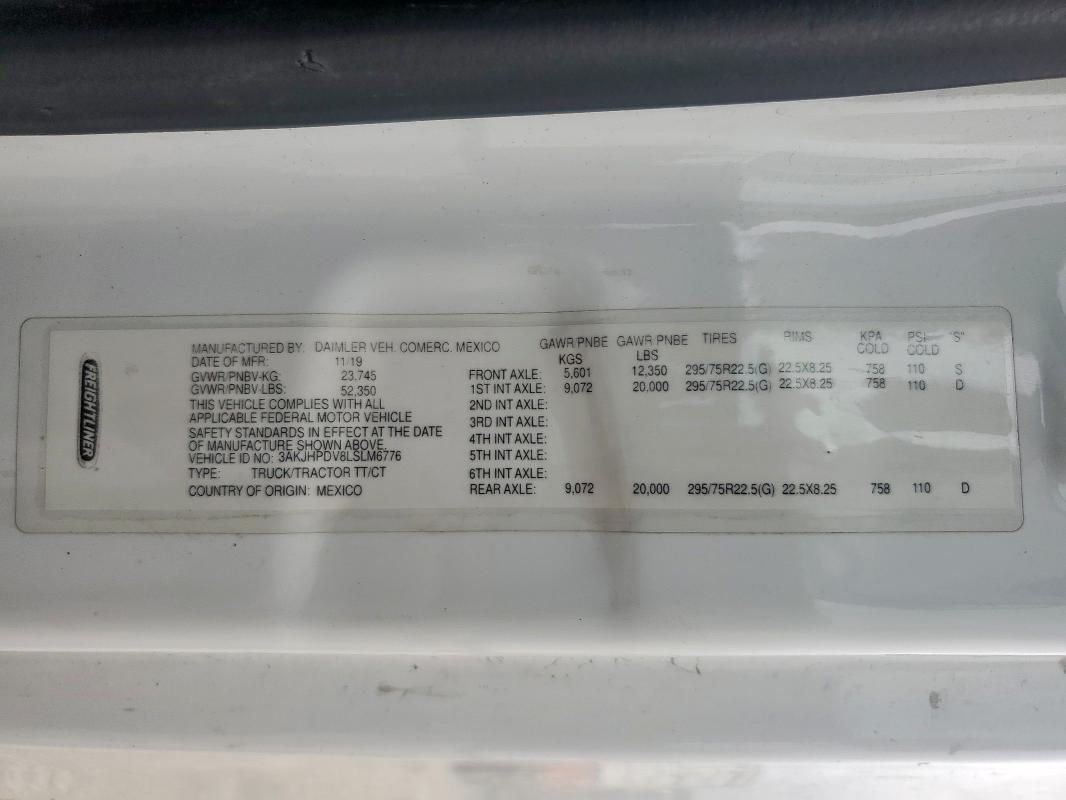 FREIGHTLINER
MANUFACTURED BY: DAIMLER VEH. COMERC. MEXICO
DATE OF MFR: 11/19
GVWR/PNBV-KG: 23,745
GVWR/PNBV-LBS: 52,350
THIS VEHICLE COMPLIES WITH ALL
APPLICABLE FEDERAL MOTOR VEHICLE
SAFETY STANDARDS IN EFFECT AT THE DATE
OF MANUFACTURE SHOWN ABOVE.
VEHICLE ID NO: 3AKJHPDV8LSLM6776
TYPE: TRUCK/TRACTOR TT/CT
COUNTRY OF ORIGIN: MEXICO
GAWR/PNBE GAWR PNBE TIRES RIMS KPA PSI "S"
KGS LBS COLD COLD
FRONT AXLE: 5,601 12,350 295/75R22.5(G) 22.5X8.25 758 110 S
1ST INT AXLE: 9,072 20,000 295/75R22.5(G) 22.5X8.25 758 110 D
2ND INT AXLE:
3RD INT AXLE:
4TH INT AXLE:
5TH INT AXLE:
6TH INT AXLE:
REAR AXLE: 9,072 20,000 295/75R22.5(G) 22.5X8.25 758 110 D